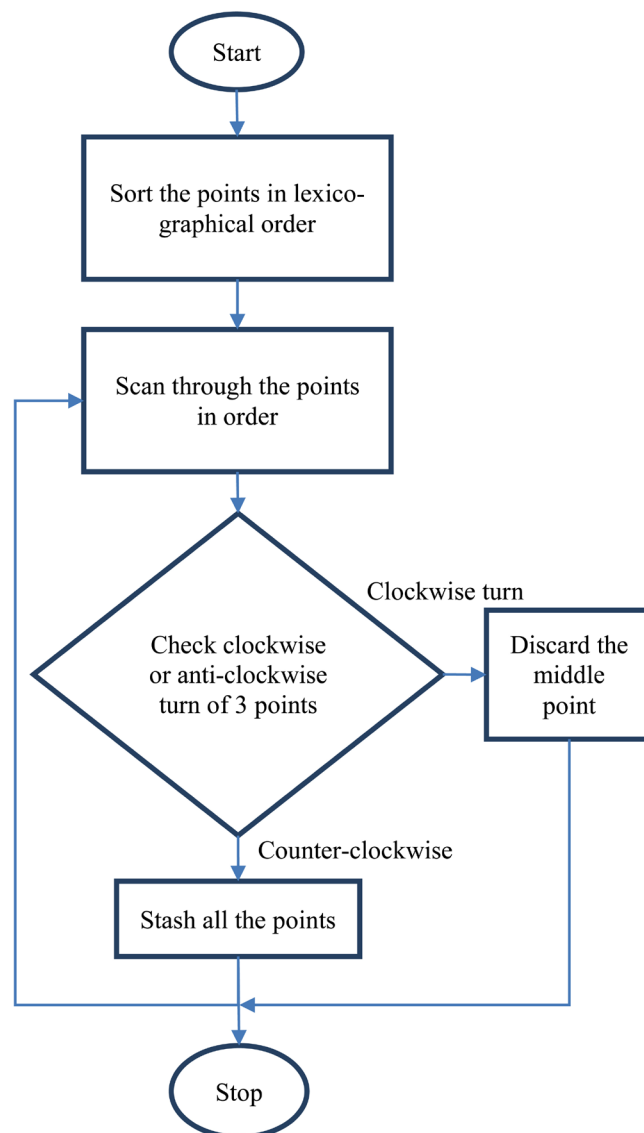 Start
Sort the points in lexico-
graphical order
Scan through the points
in order
Clockwise turn
Check clockwise
or anti-clockwise
turn of 3 points
Discard the
middle
point
Counter-clockwise
Stash all the points
Stop